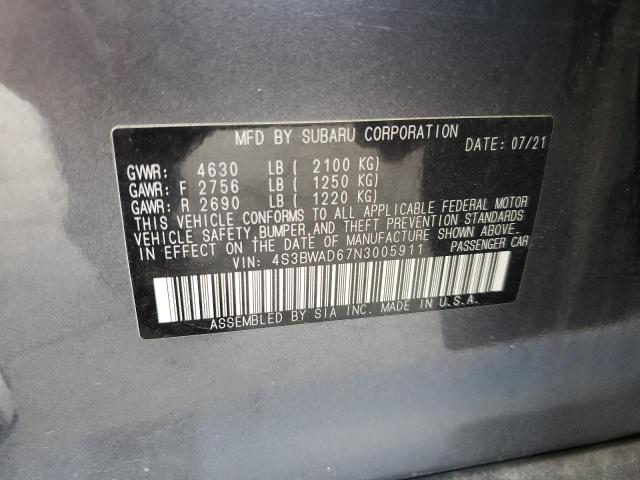 MFD BY SUBARU CORPORATION DATE: 07/21
GVWR: 4630 LB ( 2100 KG)
GAWR: F 2756 LB ( 1250 KG)
GAWR: R 2690 LB ( 1220 KG)
THIS VEHICLE CONFORMS TO ALL APPLICABLE FEDERAL MOTOR
VEHICLE SAFETY, BUMPER, AND THEFT PREVENTION STANDARDS
IN EFFECT ON THE DATE OF MANUFACTURE SHOWN ABOVE.
VIN: 4S3BWAD67N3005911 PASSENGER CAR
ASSEMBLED BY SIA INC. MADE IN U.S.A.